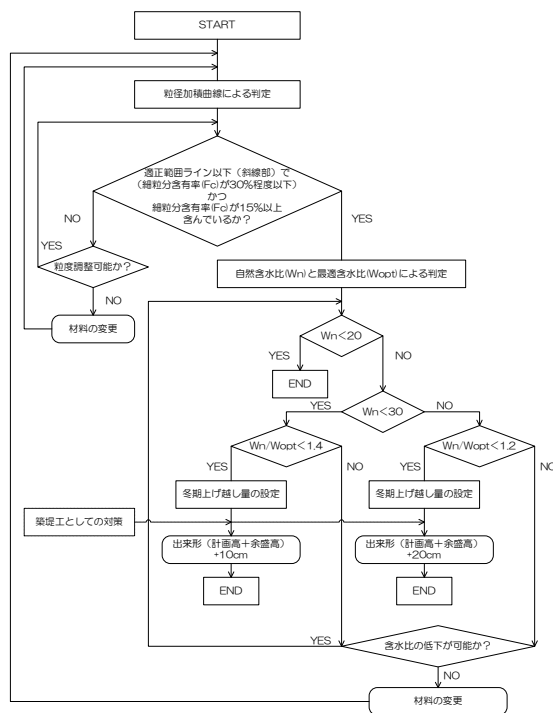 START
粒径加積曲線による判定
適正範囲ライン以下（斜線部）で
（細粒分含有率(Fc)が30%程度以下）
かつ
細粒分含有率(Fc)が15%以上
含んでいるか？
NO
YES
YES
粒度調整可能か？
自然含水比(Wn)と最適含水比(Wopt)による判定
NO
材料の変更
Wn<20
YES
NO
END
Wn<30
YES
NO
Wn/Wopt<1.4
Wn/Wopt<1.2
YES
NO
YES
NO
冬期上げ越し量の設定
冬期上げ越し量の設定
築堤工としての対策
出来形（計画高＋余盛高）
+10cm
出来形（計画高＋余盛高）
+20cm
END
END
YES
含水比の低下が可能か？
NO
材料の変更